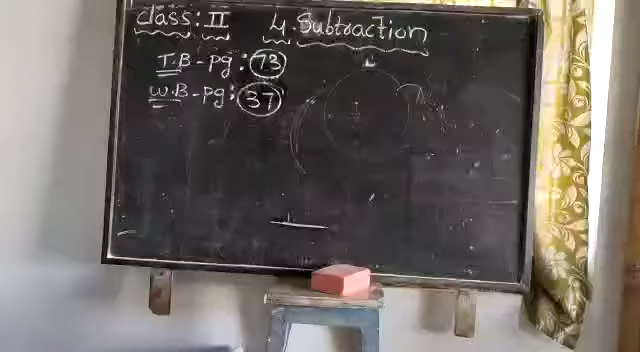 class: II 4. Subtraction
T.B - pg: 73
W.B - pg: 37